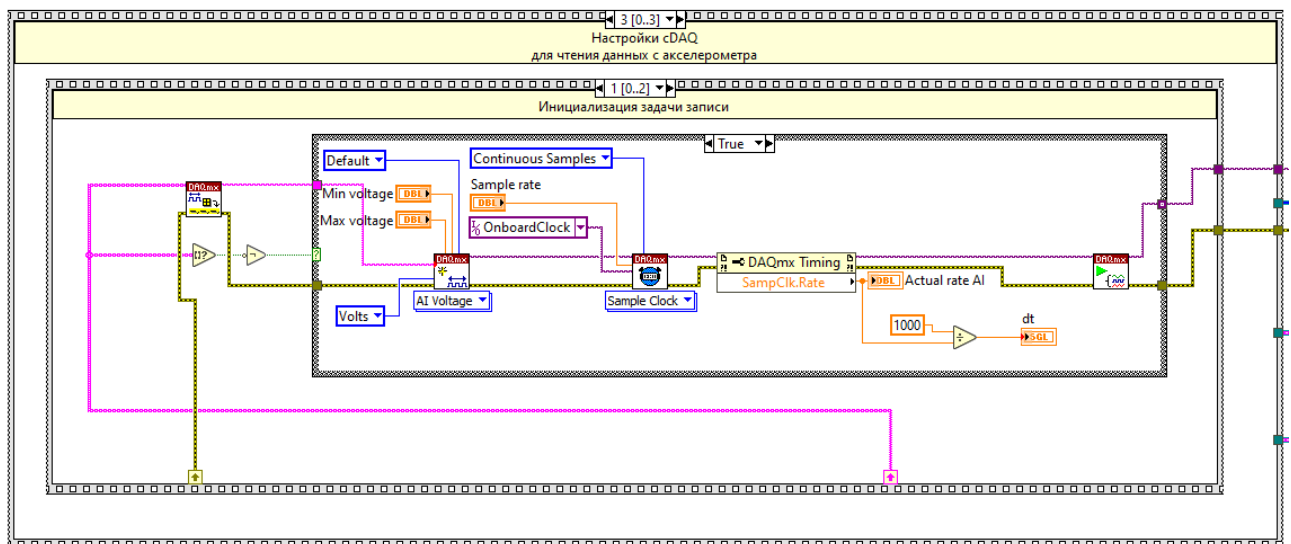 3 [0..3]
Настройки cDAQ
для чтения данных с акселерометра
1 [0..2]
Инициализация задачи записи
True
Default
Continuous Samples
DAQmx
Min voltage
DBL
Sample rate
DBL
Max voltage
DBL
OnboardClock
DAQmx
DAQmx
DAQmx Timing
DAQmx
SampClk.Rate
DBL
Actual rate AI
AI Voltage
Sample Clock
Volts
1000
dt
SGL